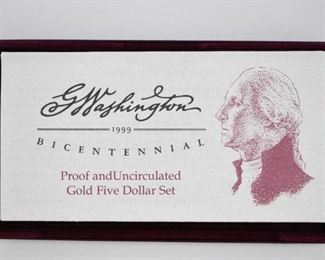 GWashington
1999
BICENTENNIAL
Proof andUncirculated
Gold Five Dollar Set